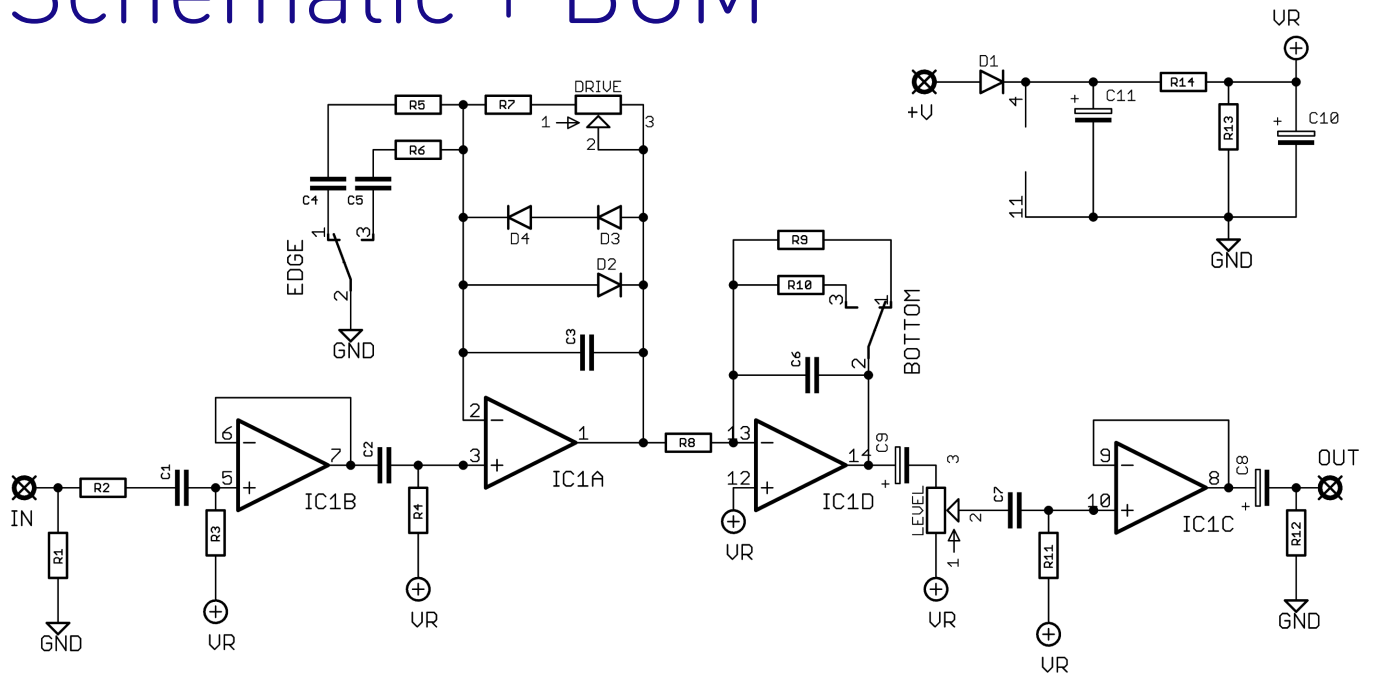 Schematic + BOM
VR
D1
+V
4
R14
+
C11
R13
+
C10
11
GND
R5
R7
DRIVE
1
3
2
R6
C4
C5
1
3
EDGE
2
GND
D4
D3
D2
C3
R9
R10
3
1
BOTTOM
C6
2
6
7
5
−
+
IC1B
C2
2
3
1
−
+
IC1A
R8
13
12
14
−
+
IC1D
VR
C9
+
3
LEVEL
2
1
VR
C7
9
10
8
−
+
IC1C
C8
+
OUT
R12
GND
R11
VR
IN
R2
C1
R1
GND
R3
VR
R4
VR